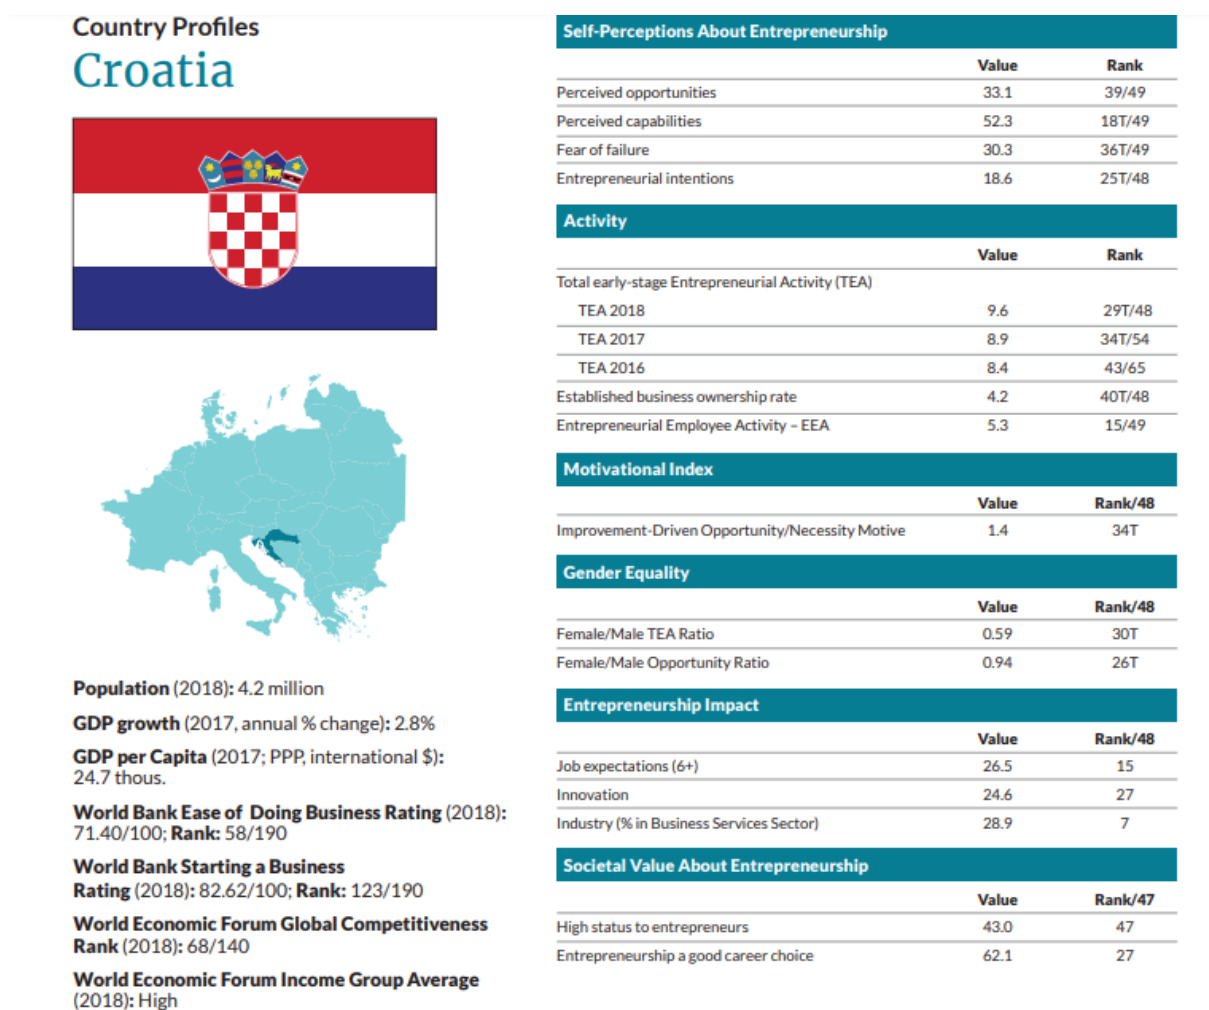 Country Profiles
Croatia
Population (2018): 4.2 million
GDP growth (2017, annual % change): 2.8%
GDP per Capita (2017; PPP, international $):
24.7 thous.
World Bank Ease of Doing Business Rating (2018):
71.40/100; Rank: 58/190
World Bank Starting a Business
Rating (2018): 82.62/100; Rank: 123/190
World Economic Forum Global Competitiveness
Rank (2018): 68/140
World Economic Forum Income Group Average
(2018): High
Self-Perceptions About Entrepreneurship
Value Rank
Perceived opportunities 33.1 39/49
Perceived capabilities 52.3 18T/49
Fear of failure 30.3 36T/49
Entrepreneurial intentions 18.6 25T/48
Activity
Value Rank
Total early-stage Entrepreneurial Activity (TEA)
TEA 2018 9.6 29T/48
TEA 2017 8.9 34T/54
TEA 2016 8.4 43/65
Established business ownership rate 4.2 40T/48
Entrepreneurial Employee Activity – EEA 5.3 15/49
Motivational Index
Value Rank/48
Improvement-Driven Opportunity/Necessity Motive 1.4 34T
Gender Equality
Value Rank/48
Female/Male TEA Ratio 0.59 30T
Female/Male Opportunity Ratio 0.94 26T
Entrepreneurship Impact
Value Rank/48
Job expectations (6+) 26.5 15
Innovation 24.6 27
Industry (% in Business Services Sector) 28.9 7
Societal Value About Entrepreneurship
Value Rank/47
High status to entrepreneurs 43.0 47
Entrepreneurship a good career choice 62.1 27